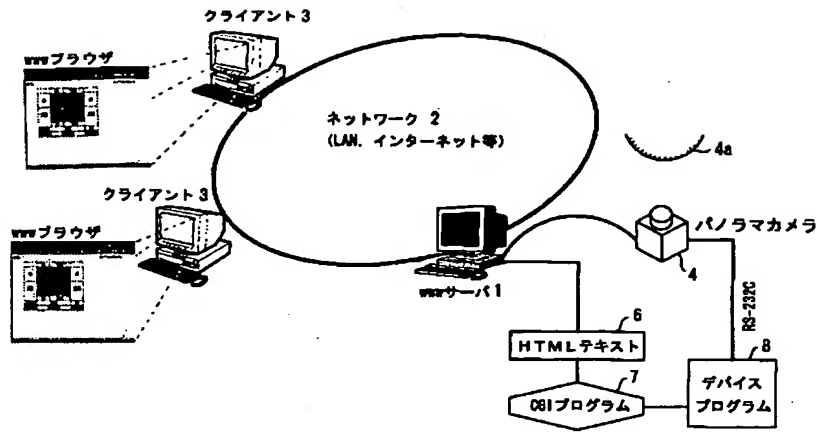 クライアント3
wwwブラウザ
ネットワーク 2
(LAN. インターネット等)
4a
クライアント3
wwwブラウザ
パノラマカメラ
4
wwwサーバ1
RS-232C
6
HTMLテキスト
7
CGIプログラム
8
デバイス
プログラム